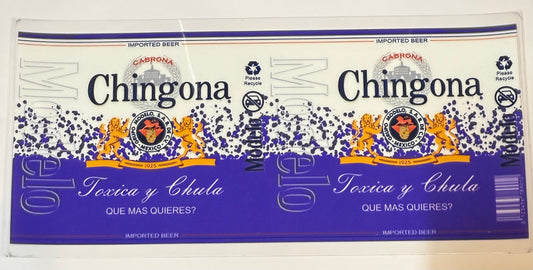 IMPORTED BEER
CABRONA
Chingona
Please
Recycle
Modelo
Modelo
1925
Toxica y Chula
QUE MAS QUIERES?
IMPORTED BEER
IMPORTED BEER
CABRONA
Chingona
Please
Recycle
Modelo
1925
Toxica y Chula
QUE MAS QUIERES?
IMPORTED BEER